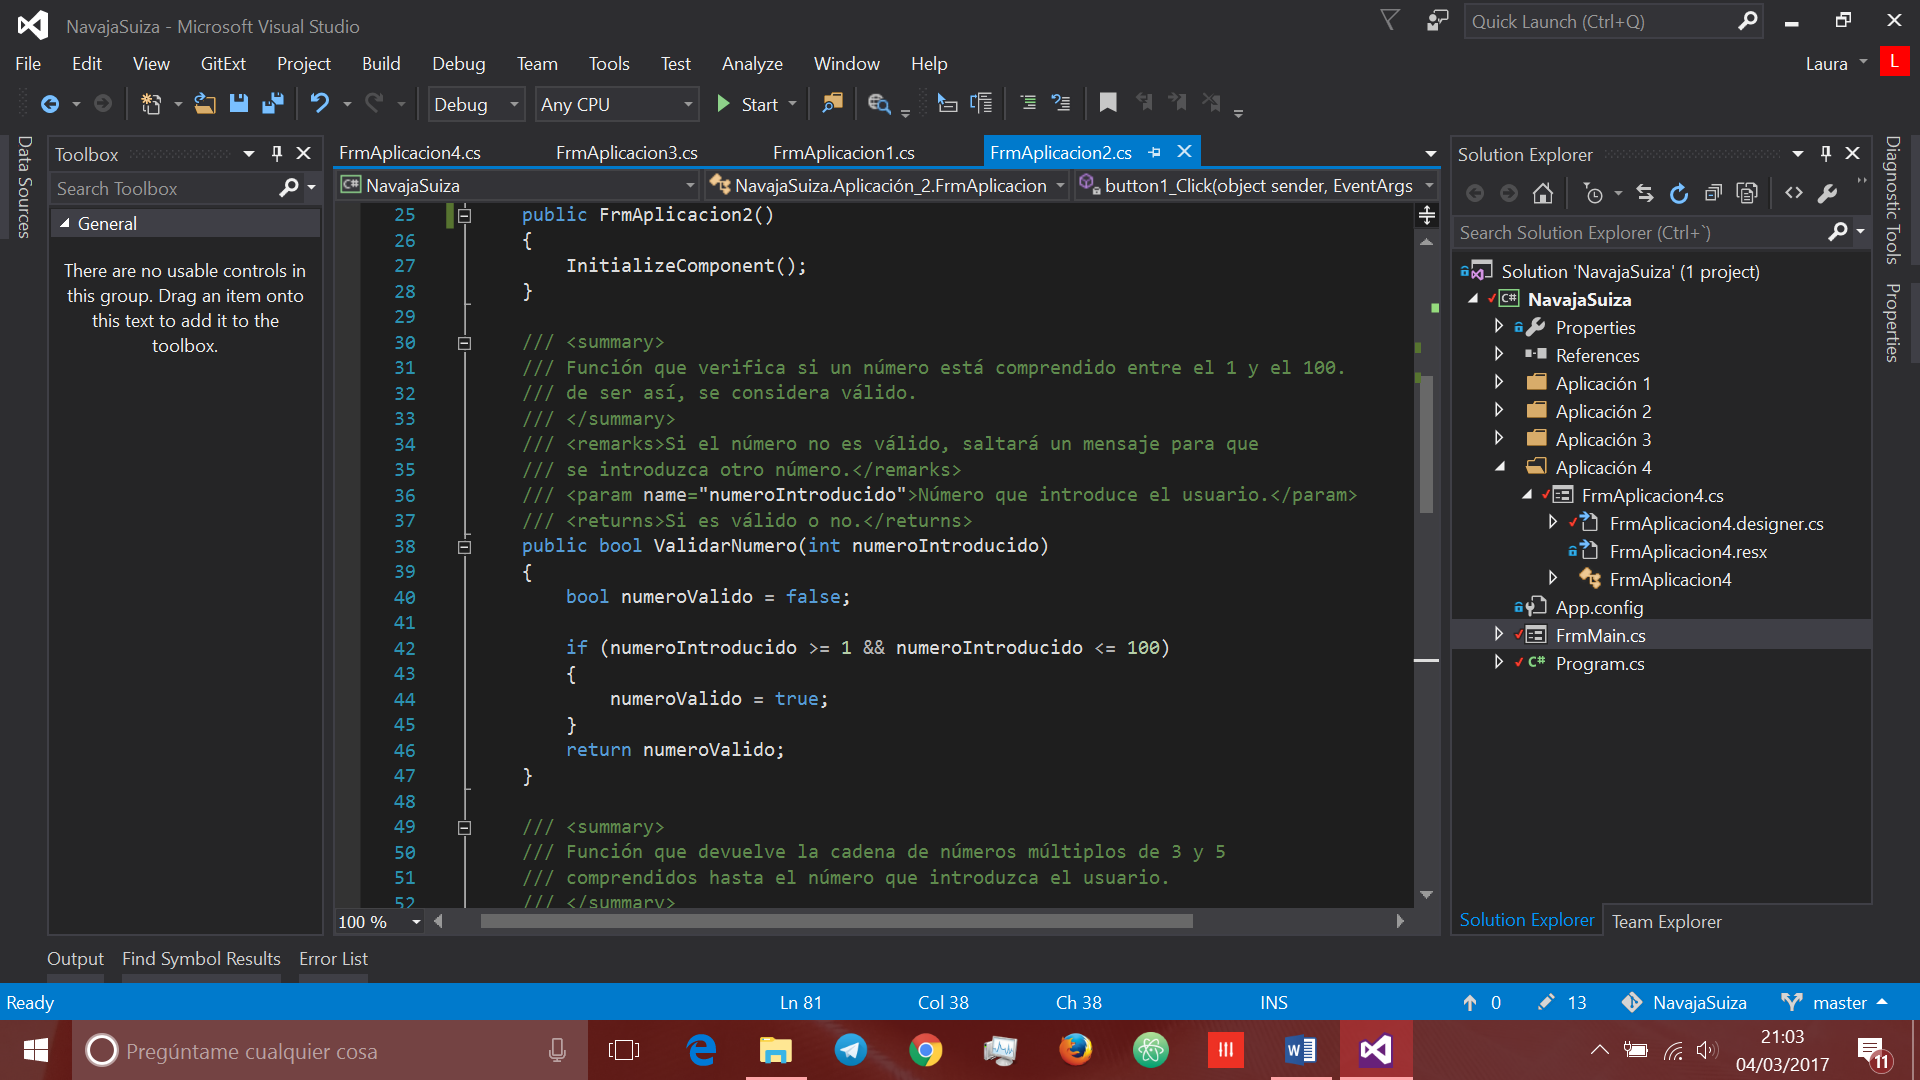 NavajaSuiza - Microsoft Visual Studio
Quick Launch (Ctrl+Q)
File Edit View GitExt Project Build Debug Team Tools Test Analyze Window Help
Laura L
Debug Any CPU Start
Data Sources
Toolbox
Search Toolbox
General
There are no usable controls in
this group. Drag an item onto
this text to add it to the
toolbox.
FrmAplicacion4.cs FrmAplicacion3.cs FrmAplicacion1.cs FrmAplicacion2.cs
C# NavajaSuiza NavajaSuiza.Aplicación_2.FrmAplicacion button1_Click(object sender, EventArgs
25 public FrmAplicacion2()
26 {
27 InitializeComponent();
28 }
29
30 /// <summary>
31 /// Función que verifica si un número está comprendido entre el 1 y el 100.
32 /// de ser así, se considera válido.
33 /// </summary>
34 /// <remarks>Si el número no es válido, saltará un mensaje para que
35 /// se introduzca otro número.</remarks>
36 /// <param name="numeroIntroducido">Número que introduce el usuario.</param>
37 /// <returns>Si es válido o no.</returns>
38 public bool ValidarNumero(int numeroIntroducido)
39 {
40 bool numeroValido = false;
41
42 if (numeroIntroducido >= 1 && numeroIntroducido <= 100)
43 {
44 numeroValido = true;
45 }
46 return numeroValido;
47 }
48
49 /// <summary>
50 /// Función que devuelve la cadena de números múltiplos de 3 y 5
51 /// comprendidos hasta el número que introduzca el usuario.
52 /// </summary>
100 %
Solution Explorer
Search Solution Explorer (Ctrl+`)
Solution 'NavajaSuiza' (1 project)
C# NavajaSuiza
Properties
References
Aplicación 1
Aplicación 2
Aplicación 3
Aplicación 4
FrmAplicacion4.cs
FrmAplicacion4.designer.cs
FrmAplicacion4.resx
FrmAplicacion4
App.config
FrmMain.cs
C# Program.cs
Solution Explorer Team Explorer
Diagnostic Tools
Properties
Output Find Symbol Results Error List
Ready Ln 81 Col 38 Ch 38 INS 0 13 NavajaSuiza master
Pregúntame cualquier cosa
21:03
04/03/2017
11